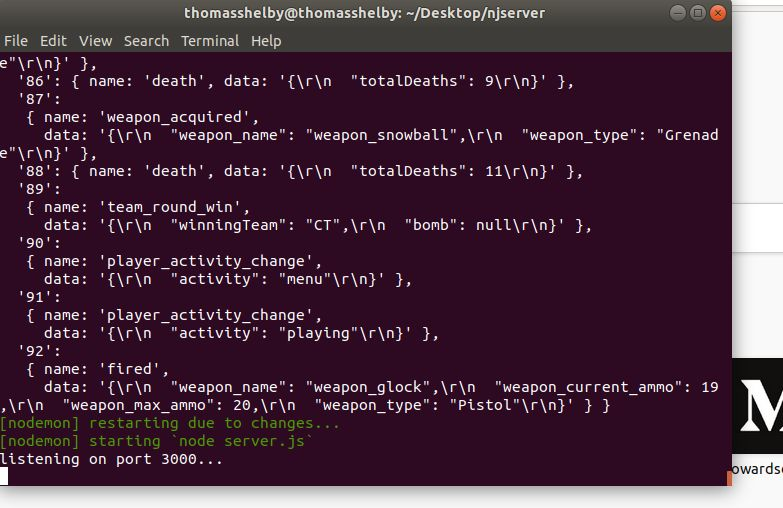 thomasshelby@thomasshelby: ~/Desktop/njserver
File Edit View Search Terminal Help
e"\r\n}' },
'86': { name: 'death', data: '{\r\n  "totalDeaths": 9\r\n}' },
'87':
{ name: 'weapon_acquired',
data: '{\r\n  "weapon_name": "weapon_snowball",\r\n  "weapon_type": "Grenad
e"\r\n}' },
'88': { name: 'death', data: '{\r\n  "totalDeaths": 11\r\n}' },
'89':
{ name: 'team_round_win',
data: '{\r\n  "winningTeam": "CT",\r\n  "bomb": null\r\n}' },
'90':
{ name: 'player_activity_change',
data: '{\r\n  "activity": "menu"\r\n}' },
'91':
{ name: 'player_activity_change',
data: '{\r\n  "activity": "playing"\r\n}' },
'92':
{ name: 'fired',
data: '{\r\n  "weapon_name": "weapon_glock",\r\n  "weapon_current_ammo": 19
,\r\n  "weapon_max_ammo": 20,\r\n  "weapon_type": "Pistol"\r\n}' } }
[nodemon] restarting due to changes...
[nodemon] starting `node server.js`
listening on port 3000...
M